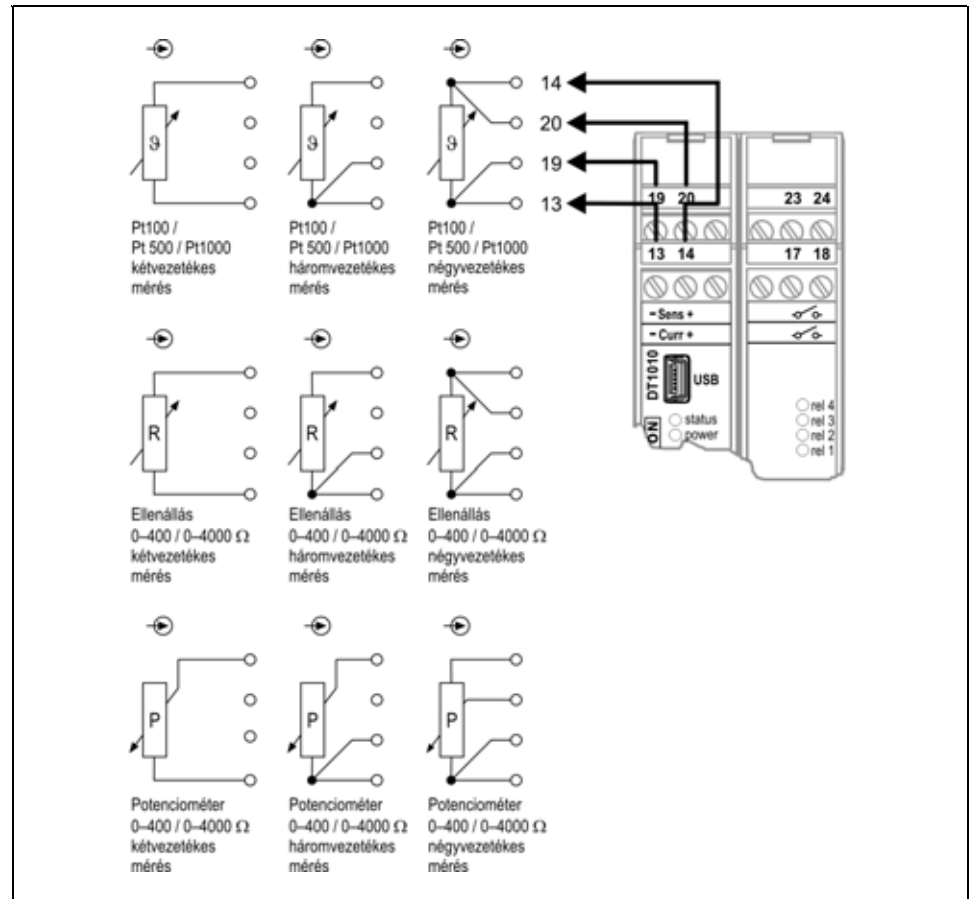 14
20
19
13
Pt100 /
Pt 500 / Pt1000
kétvezetékes
mérés
Pt100 /
Pt 500 / Pt1000
háromvezetékes
mérés
Pt100 /
Pt 500 / Pt1000
négyvezetékes
mérés
ϑ
ϑ
ϑ
19 20
23 24
13 14
17 18
- Sens +
- Curr +
DT1010
USB
ON
status
power
rel 4
rel 3
rel 2
rel 1
R
R
R
Ellenállás
0–400 / 0–4000 Ω
kétvezetékes
mérés
Ellenállás
0–400 / 0–4000 Ω
háromvezetékes
mérés
Ellenállás
0–400 / 0–4000 Ω
négyvezetékes
mérés
P
P
P
Potenciométer
0–400 / 0–4000 Ω
kétvezetékes
mérés
Potenciométer
0–400 / 0–4000 Ω
háromvezetékes
mérés
Potenciométer
0–400 / 0–4000 Ω
négyvezetékes
mérés